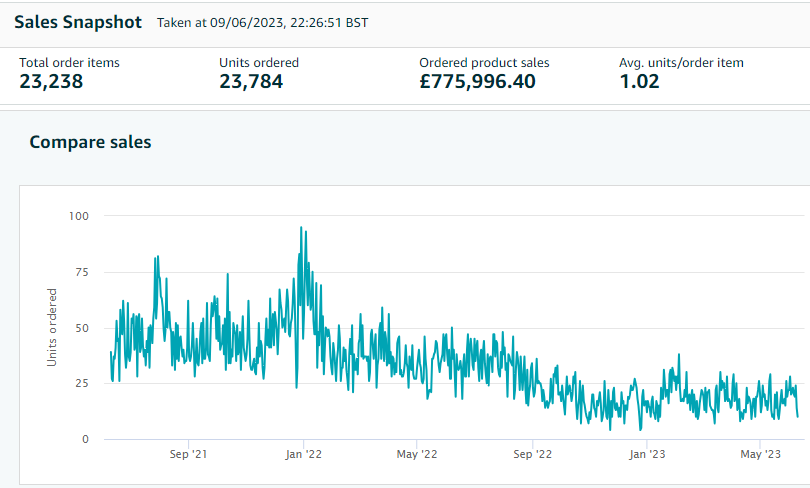 Sales Snapshot Taken at 09/06/2023, 22:26:51 BST
Total order items Units ordered Ordered product sales Avg. units/order item
23,238 23,784 £775,996.40 1.02
Compare sales
100
75
50
25
0
Units ordered
Sep '21 Jan '22 May '22 Sep '22 Jan '23 May '23